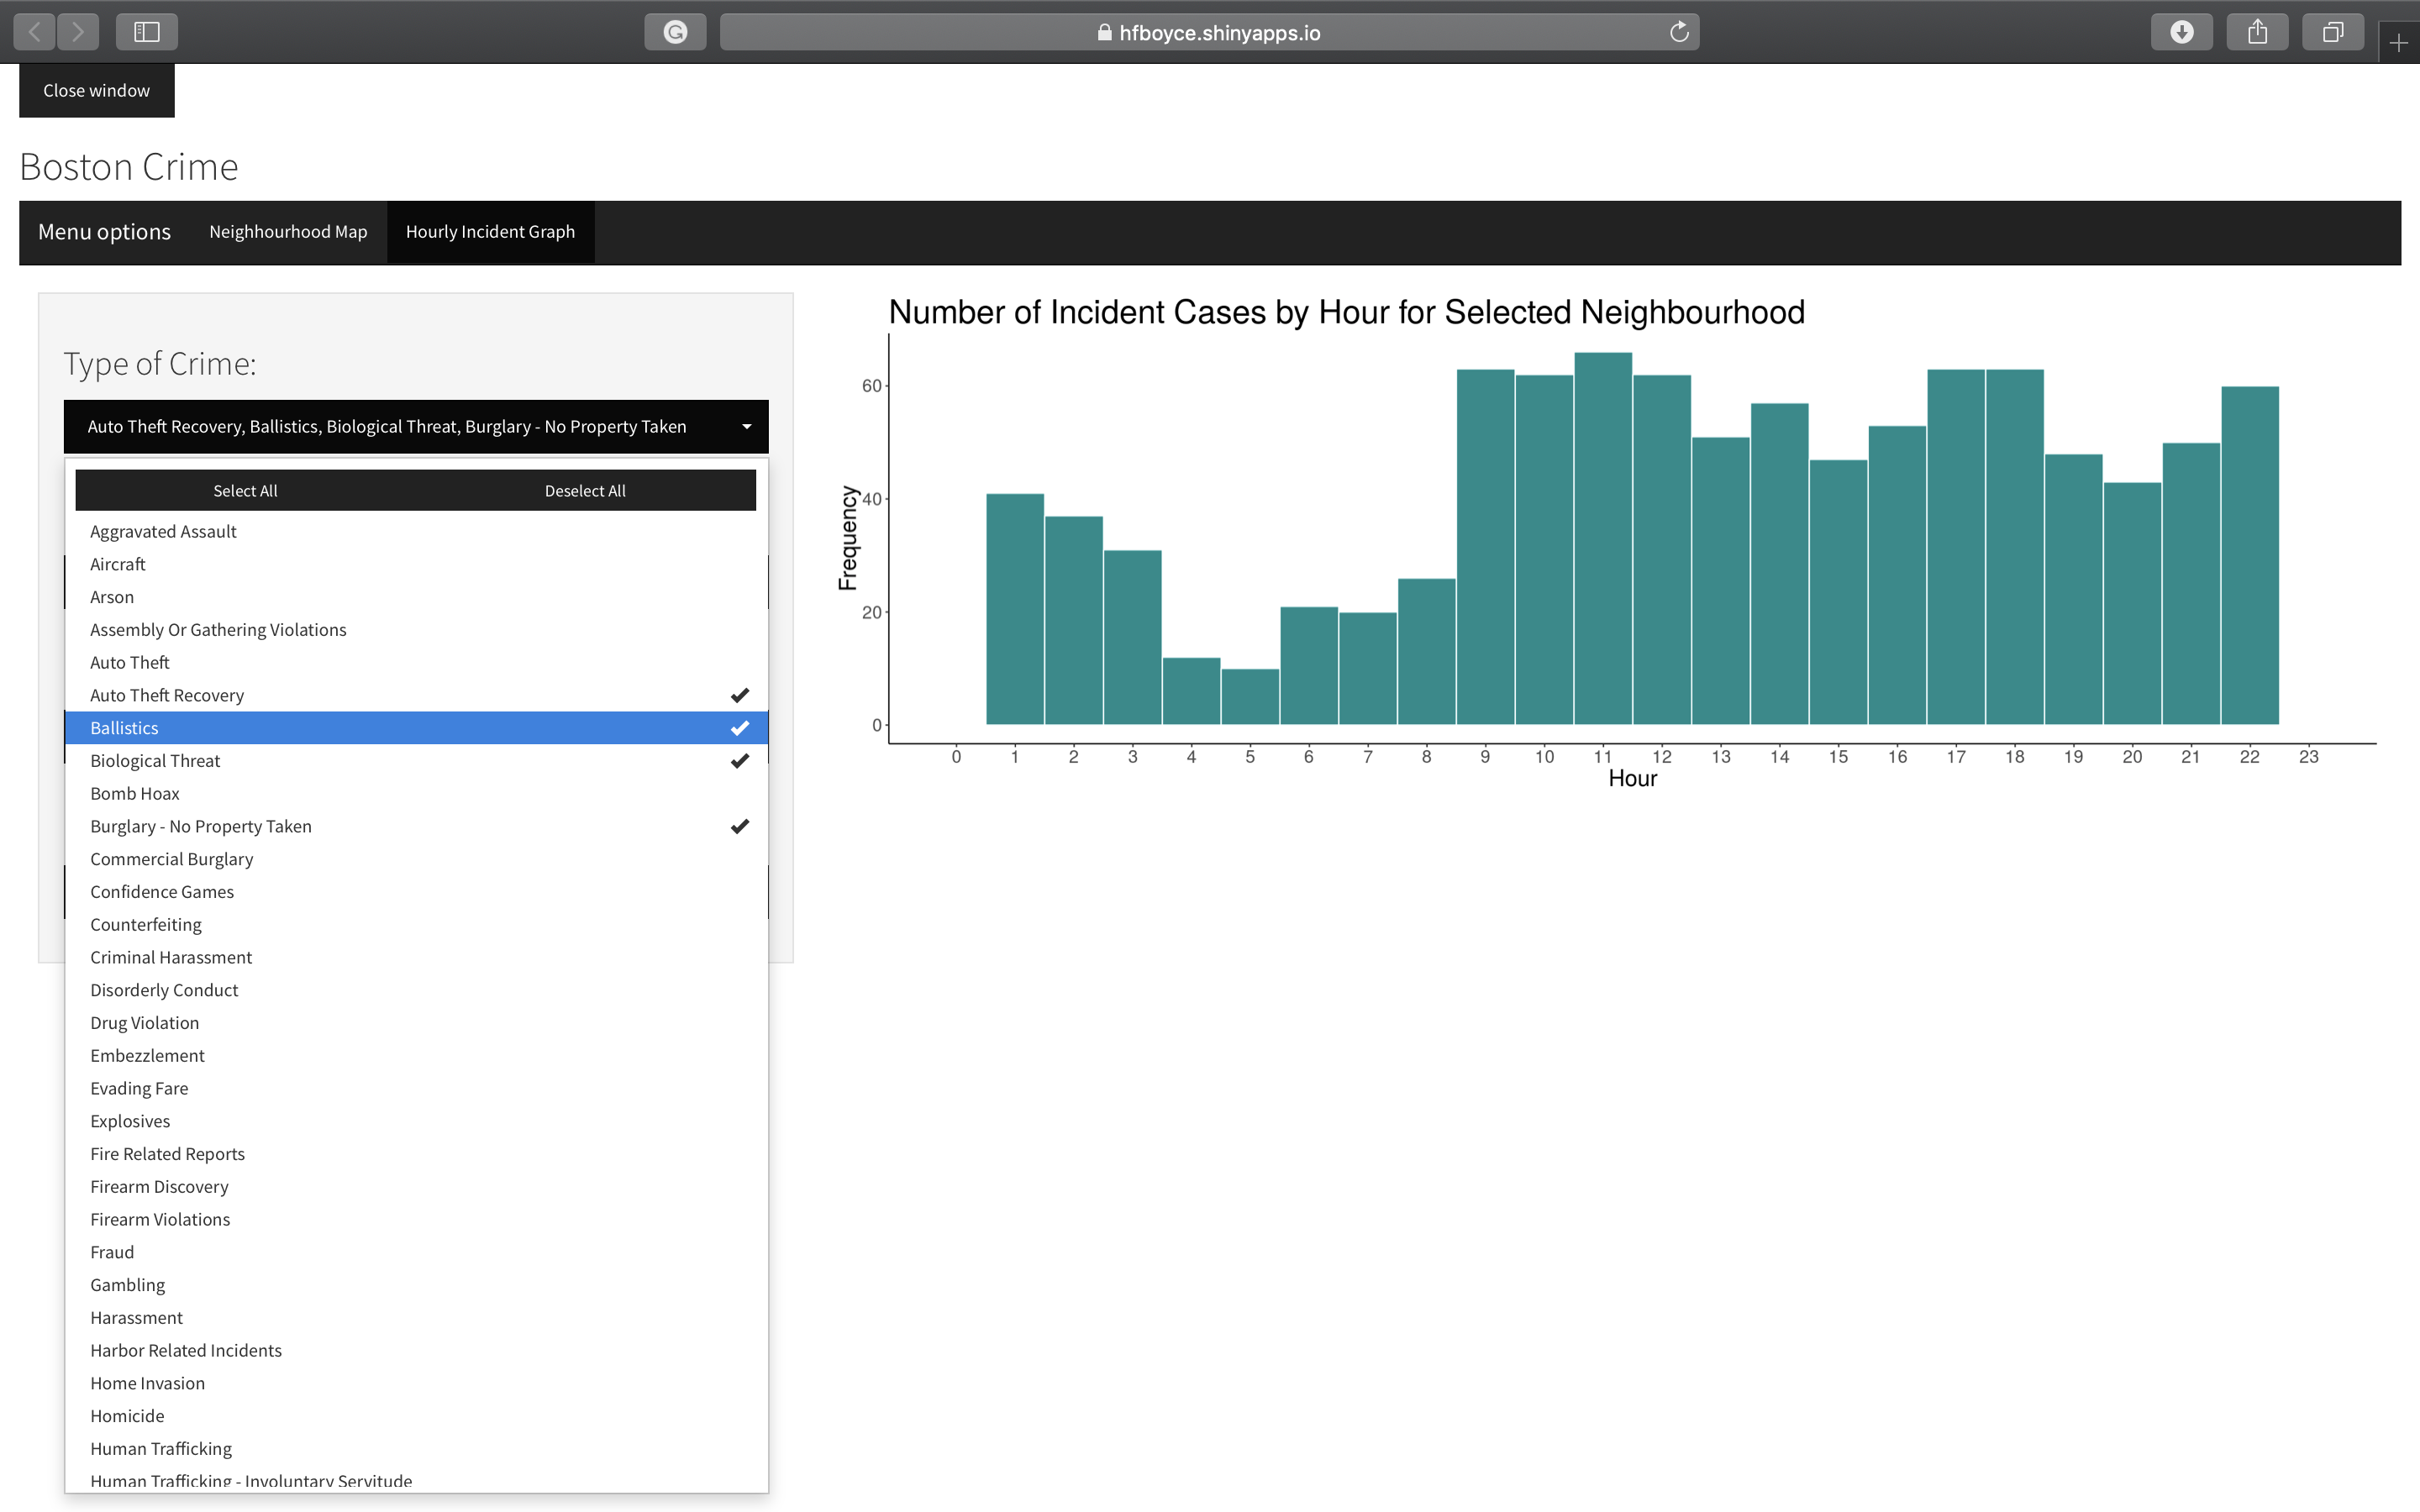 hfboyce.shinyapps.io
Close window
Boston Crime
Menu options Neighbourhood Map Hourly Incident Graph
Type of Crime:
Auto Theft Recovery, Ballistics, Biological Threat, Burglary - No Property Taken
Select All Deselect All
Aggravated Assault
Aircraft
Arson
Assembly Or Gathering Violations
Auto Theft
Auto Theft Recovery
Ballistics
Biological Threat
Bomb Hoax
Burglary - No Property Taken
Commercial Burglary
Confidence Games
Counterfeiting
Criminal Harassment
Disorderly Conduct
Drug Violation
Embezzlement
Evading Fare
Explosives
Fire Related Reports
Firearm Discovery
Firearm Violations
Fraud
Gambling
Harassment
Harbor Related Incidents
Home Invasion
Homicide
Human Trafficking
Human Trafficking - Involuntary Servitude
Number of Incident Cases by Hour for Selected Neighbourhood
Frequency
60
40
20
0
0 1 2 3 4 5 6 7 8 9 10 11 12 13 14 15 16 17 18 19 20 21 22 23
Hour